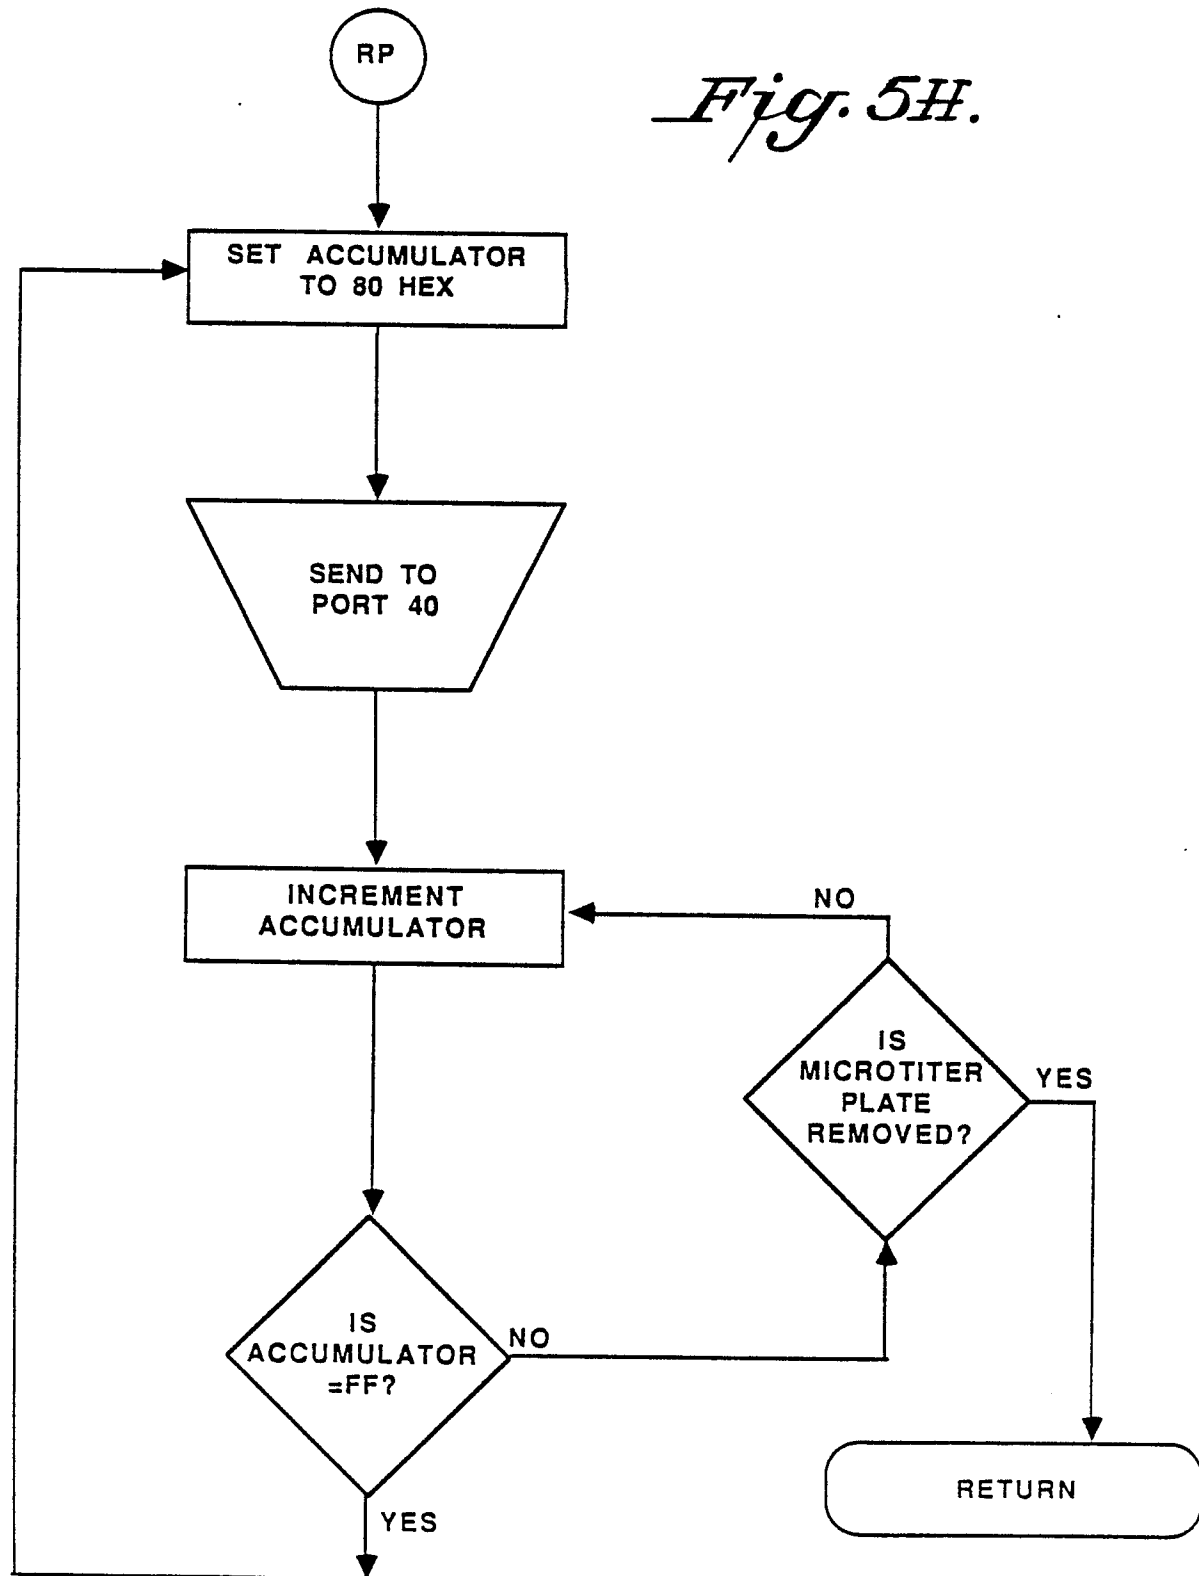 RP
Fig. 5H.
SET ACCUMULATOR
TO 80 HEX
SEND TO
PORT 40
INCREMENT
ACCUMULATOR
NO
IS
MICROTITER
PLATE
REMOVED?
YES
IS
ACCUMULATOR
=FF?
NO
RETURN
YES